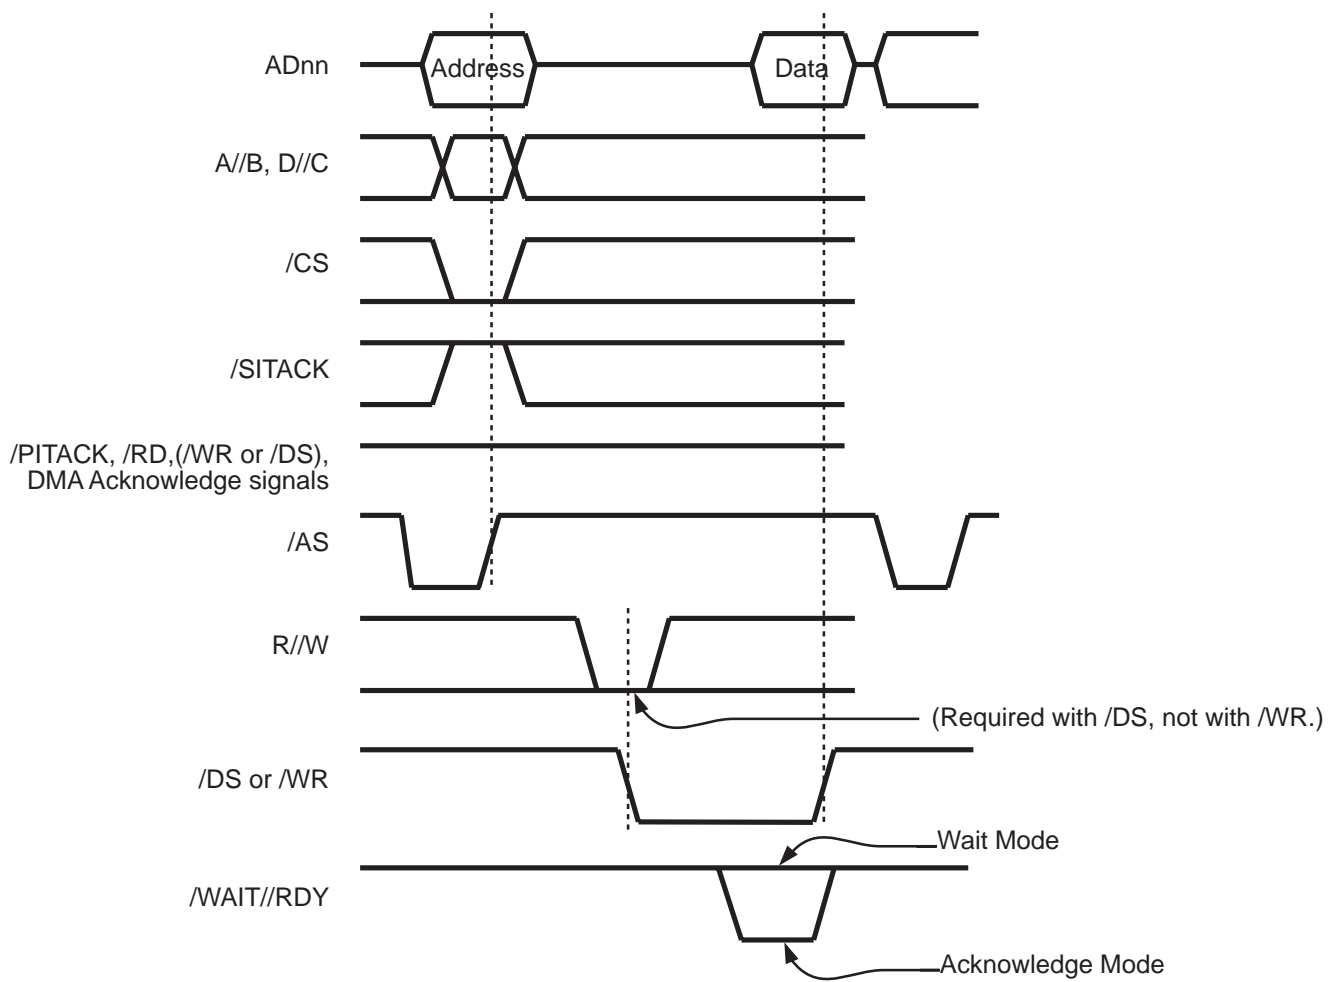 ADnn
Address
Data
A//B, D//C
/CS
/SITACK
/PITACK, /RD,(/WR or /DS),
DMA Acknowledge signals
/AS
R//W
(Required with /DS, not with /WR.)
/DS or /WR
Wait Mode
/WAIT//RDY
Acknowledge Mode